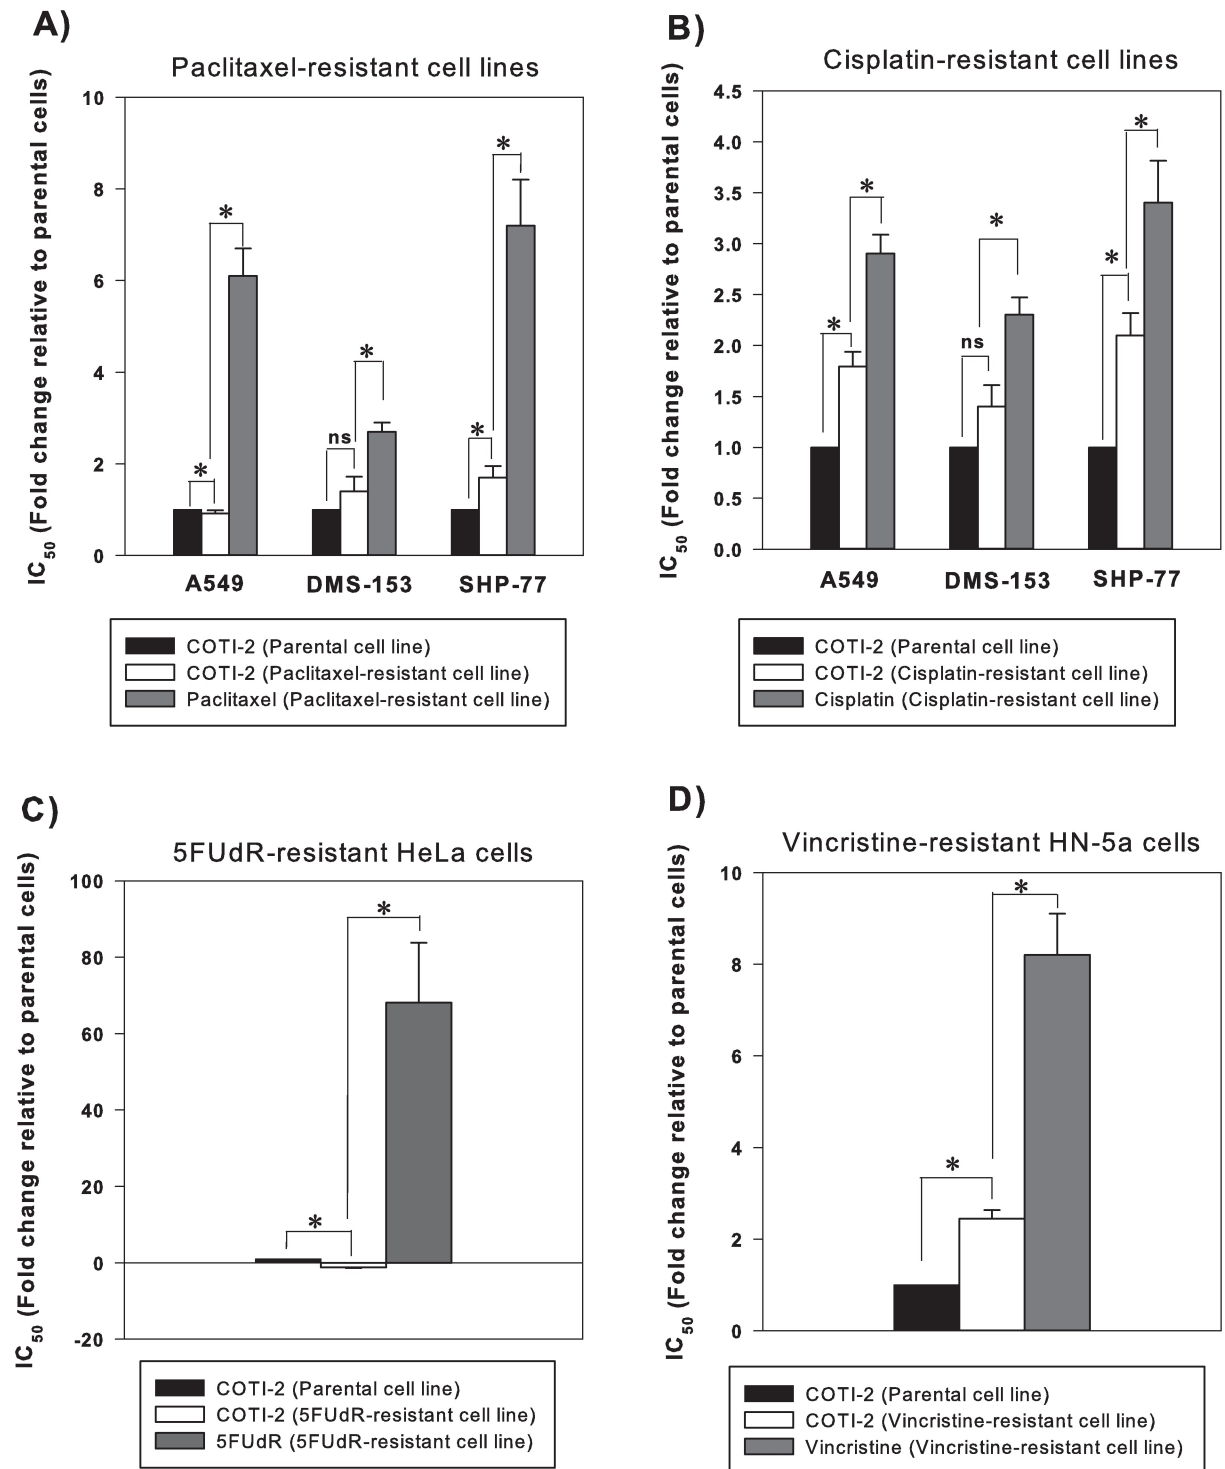 A)
Paclitaxel-resistant cell lines
IC50 (Fold change relative to parental cells)
10
8
6
4
2
0
*
*
ns
*
*
*
A549 DMS-153 SHP-77
COTI-2 (Parental cell line)
COTI-2 (Paclitaxel-resistant cell line)
Paclitaxel (Paclitaxel-resistant cell line)
B)
Cisplatin-resistant cell lines
IC50 (Fold change relative to parental cells)
4.5
4.0
3.5
3.0
2.5
2.0
1.5
1.0
0.5
0.0
*
*
ns
*
*
*
A549 DMS-153 SHP-77
COTI-2 (Parental cell line)
COTI-2 (Cisplatin-resistant cell line)
Cisplatin (Cisplatin-resistant cell line)
C)
5FUdR-resistant HeLa cells
IC50 (Fold change relative to parental cells)
100
80
60
40
20
0
-20
*
*
COTI-2 (Parental cell line)
COTI-2 (5FUdR-resistant cell line)
5FUdR (5FUdR-resistant cell line)
D)
Vincristine-resistant HN-5a cells
IC50 (Fold change relative to parental cells)
10
8
6
4
2
0
*
*
COTI-2 (Parental cell line)
COTI-2 (Vincristine-resistant cell line)
Vincristine (Vincristine-resistant cell line)